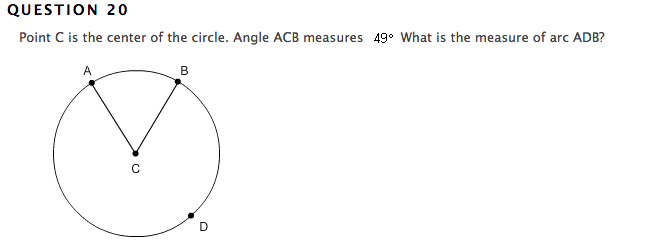 QUESTION 20
Point C is the center of the circle. Angle ACB measures 49° What is the measure of arc ADB?
A
B
C
D